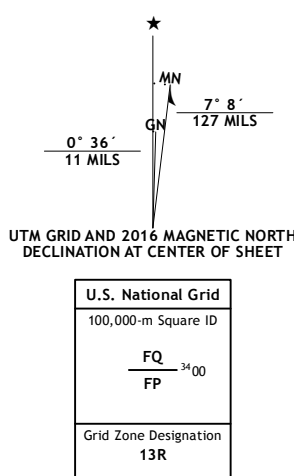 ★
MN
7° 8´
127 MILS
GN
0° 36´
11 MILS
UTM GRID AND 2016 MAGNETIC NORTH
DECLINATION AT CENTER OF SHEET
U.S. National Grid
100,000-m Square ID
FQ
3400
FP
Grid Zone Designation
13R